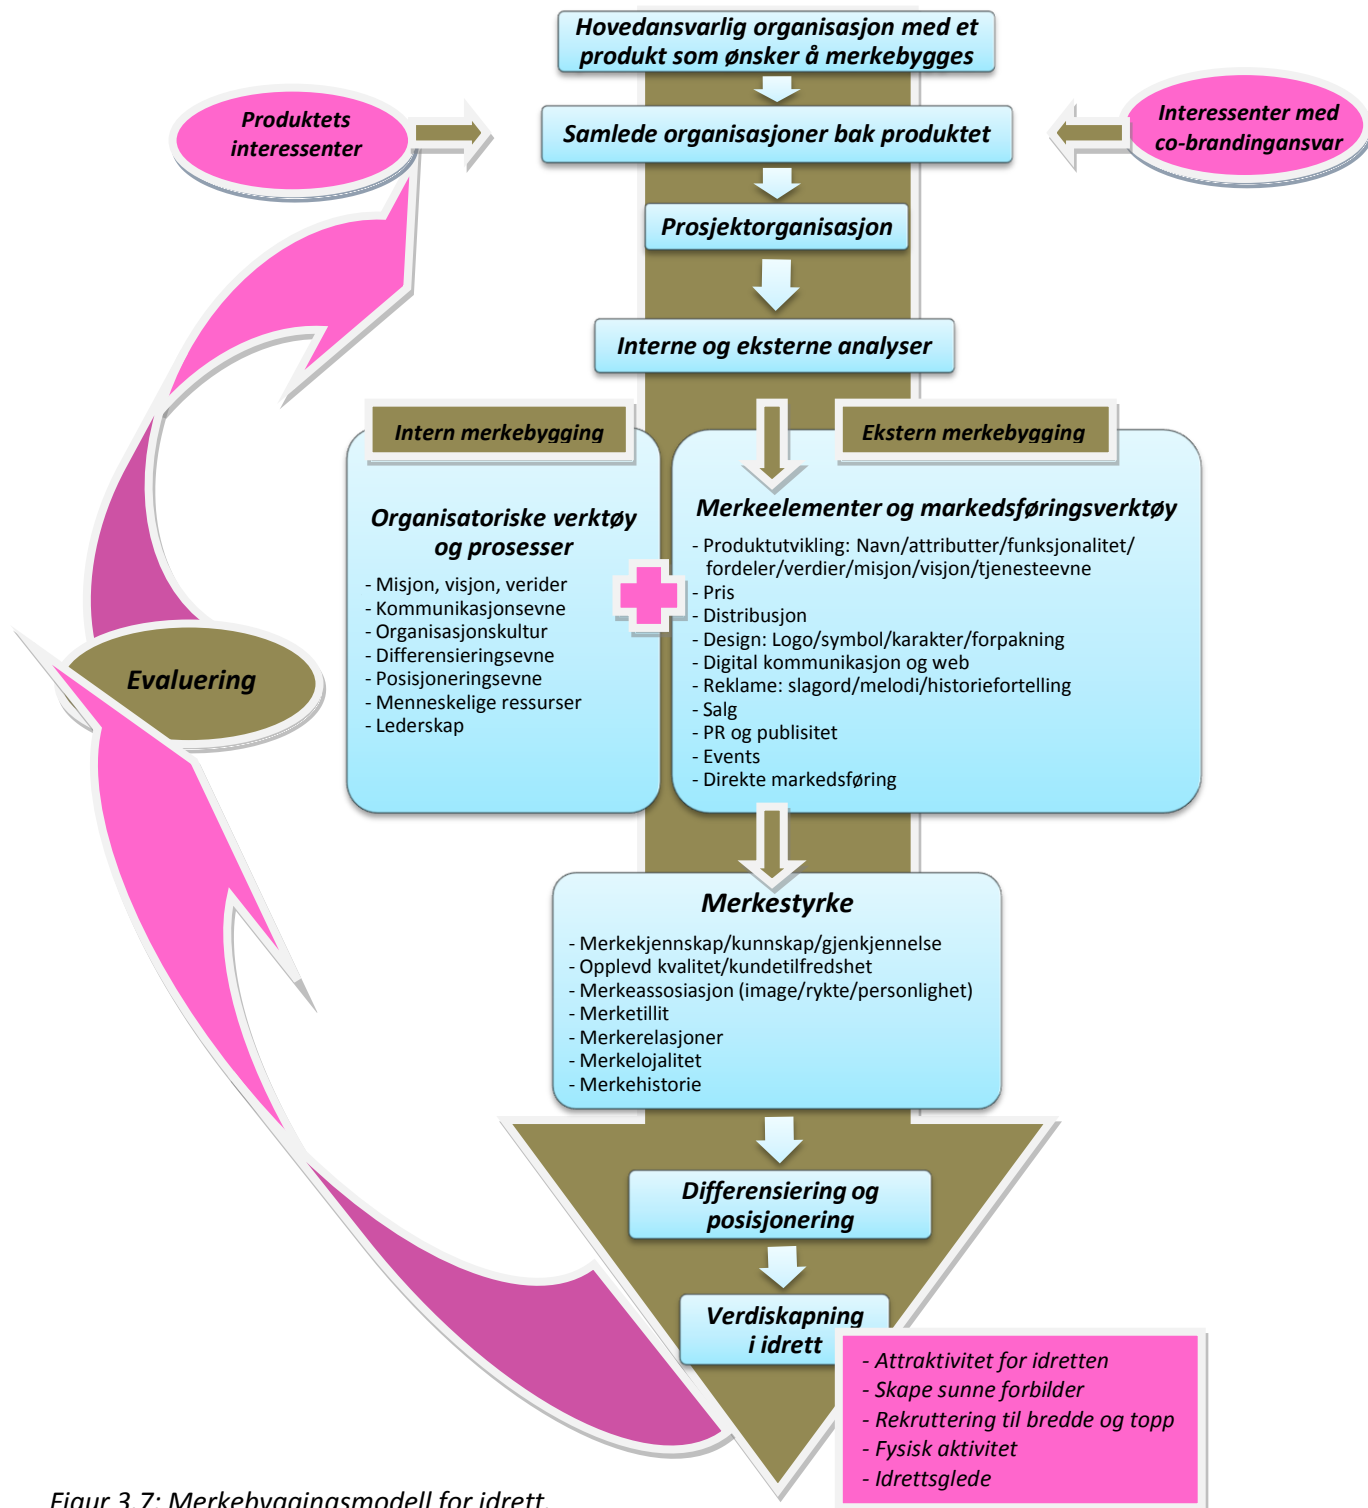 Hovedansvarlig organisasjon med et
produkt som ønsker å merkebygges
Produktets
interessenter
Samlede organisasjoner bak produktet
Interessenter med
co-brandingansvar
Prosjektorganisasjon
Interne og eksterne analyser
Intern merkebygging
Ekstern merkebygging
Organisatoriske verktøy
og prosesser
- Misjon, visjon, verider
- Kommunikasjonsevne
- Organisasjonskultur
- Differensieringsevne
- Posisjoneringsevne
- Menneskelige ressurser
- Lederskap
Merkeelementer og markedsføringsverktøy
- Produktutvikling: Navn/attributter/funksjonalitet/
fordeler/verdier/misjon/visjon/tjenesteevne
- Pris
- Distribusjon
- Design: Logo/symbol/karakter/forpakning
- Digital kommunikasjon og web
- Reklame: slagord/melodi/historiefortelling
- Salg
- PR og publisitet
- Events
- Direkte markedsføring
Evaluering
Merkestyrke
- Merkekjennskap/kunnskap/gjenkjennelse
- Opplevd kvalitet/kundetilfredshet
- Merkeassosiasjon (image/rykte/personlighet)
- Merketillit
- Merkerelasjoner
- Merkelojalitet
- Merkehistorie
Differensiering og
posisjonering
Verdiskapning
i idrett
- Attraktivitet for idretten
- Skape sunne forbilder
- Rekruttering til bredde og topp
- Fysisk aktivitet
- Idrettsglede
Figur 3.7: Merkebyggingsmodell for idrett.